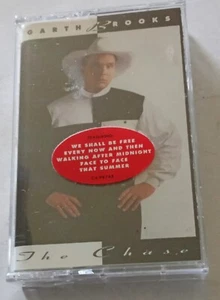 GARTH BROOKS
FEATURING
WE SHALL BE FREE
EVERY NOW AND THEN
WALKING AFTER MIDNIGHT
FACE TO FACE
THAT SUMMER
The Chase